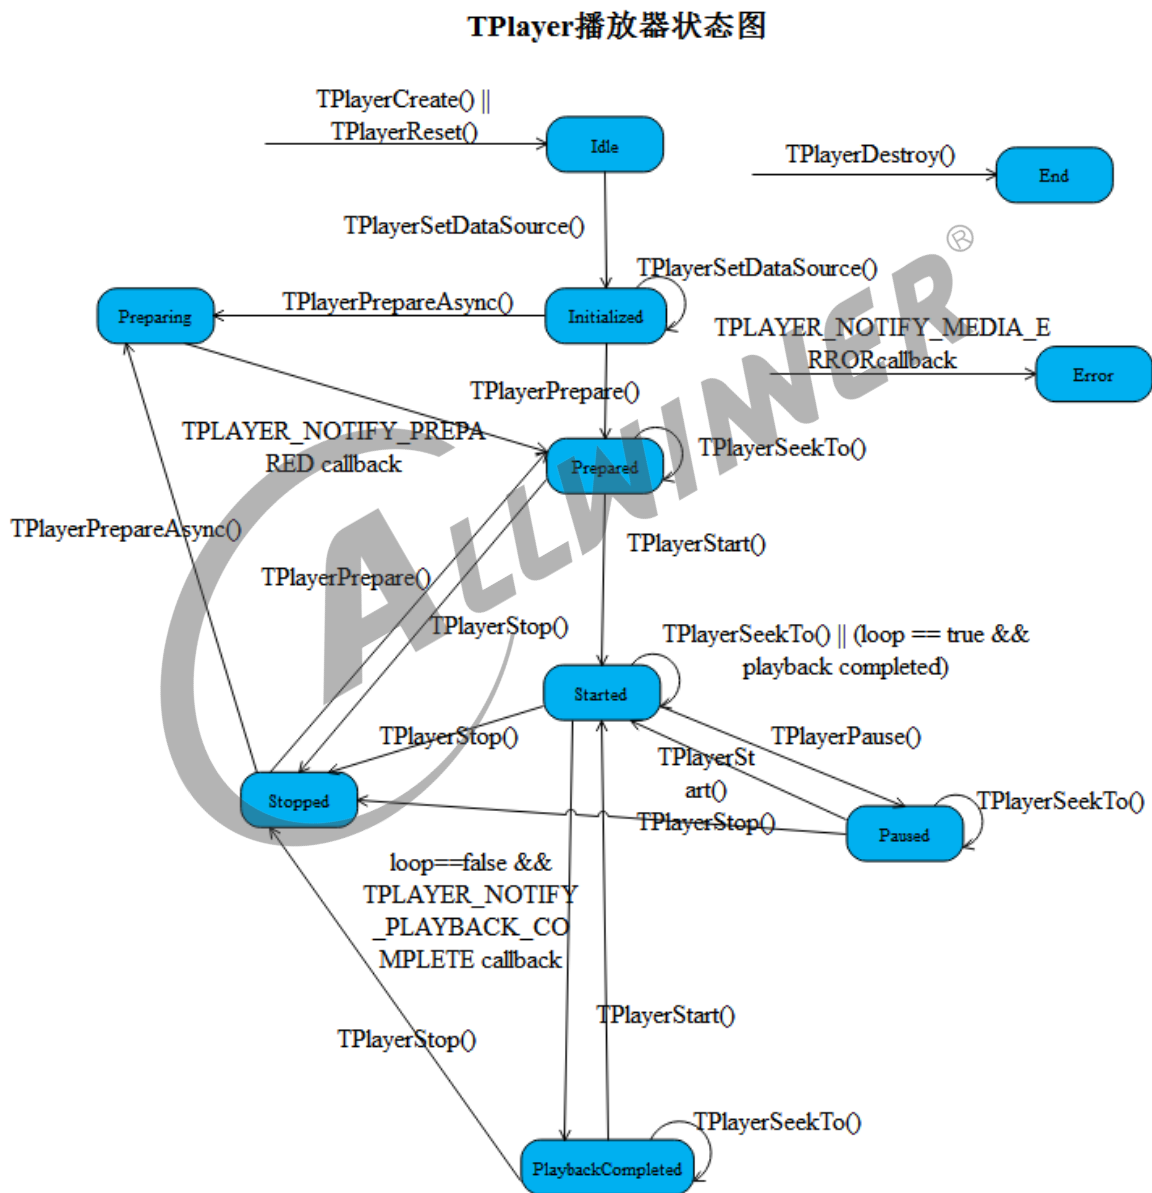 TPlayer播放器状态图
TPlayerCreate() ||
TPlayerReset()
Idle
TPlayerDestroy()
End
TPlayerSetDataSource()
TPlayerSetDataSource()
TPlayerPrepareAsync()
Preparing
Initialized
TPLAYER_NOTIFY_MEDIA_E
RRORcallback
Error
TPlayerPrepare()
TPLAYER_NOTIFY_PREPA
RED callback
Prepared
TPlayerSeekTo()
TPlayerPrepareAsync()
TPlayerStart()
TPlayerPrepare()
TPlayerStop()
TPlayerSeekTo() || (loop == true &&
playback completed)
Started
TPlayerStop()
TPlayerPause()
TPlayerSt
art()
Stopped
TPlayerStop()
Paused
TPlayerSeekTo()
loop==false &&
TPLAYER_NOTIFY
_PLAYBACK_CO
MPLETE callback
TPlayerStart()
TPlayerStop()
TPlayerSeekTo()
PlaybackCompleted
ALLWINNER®